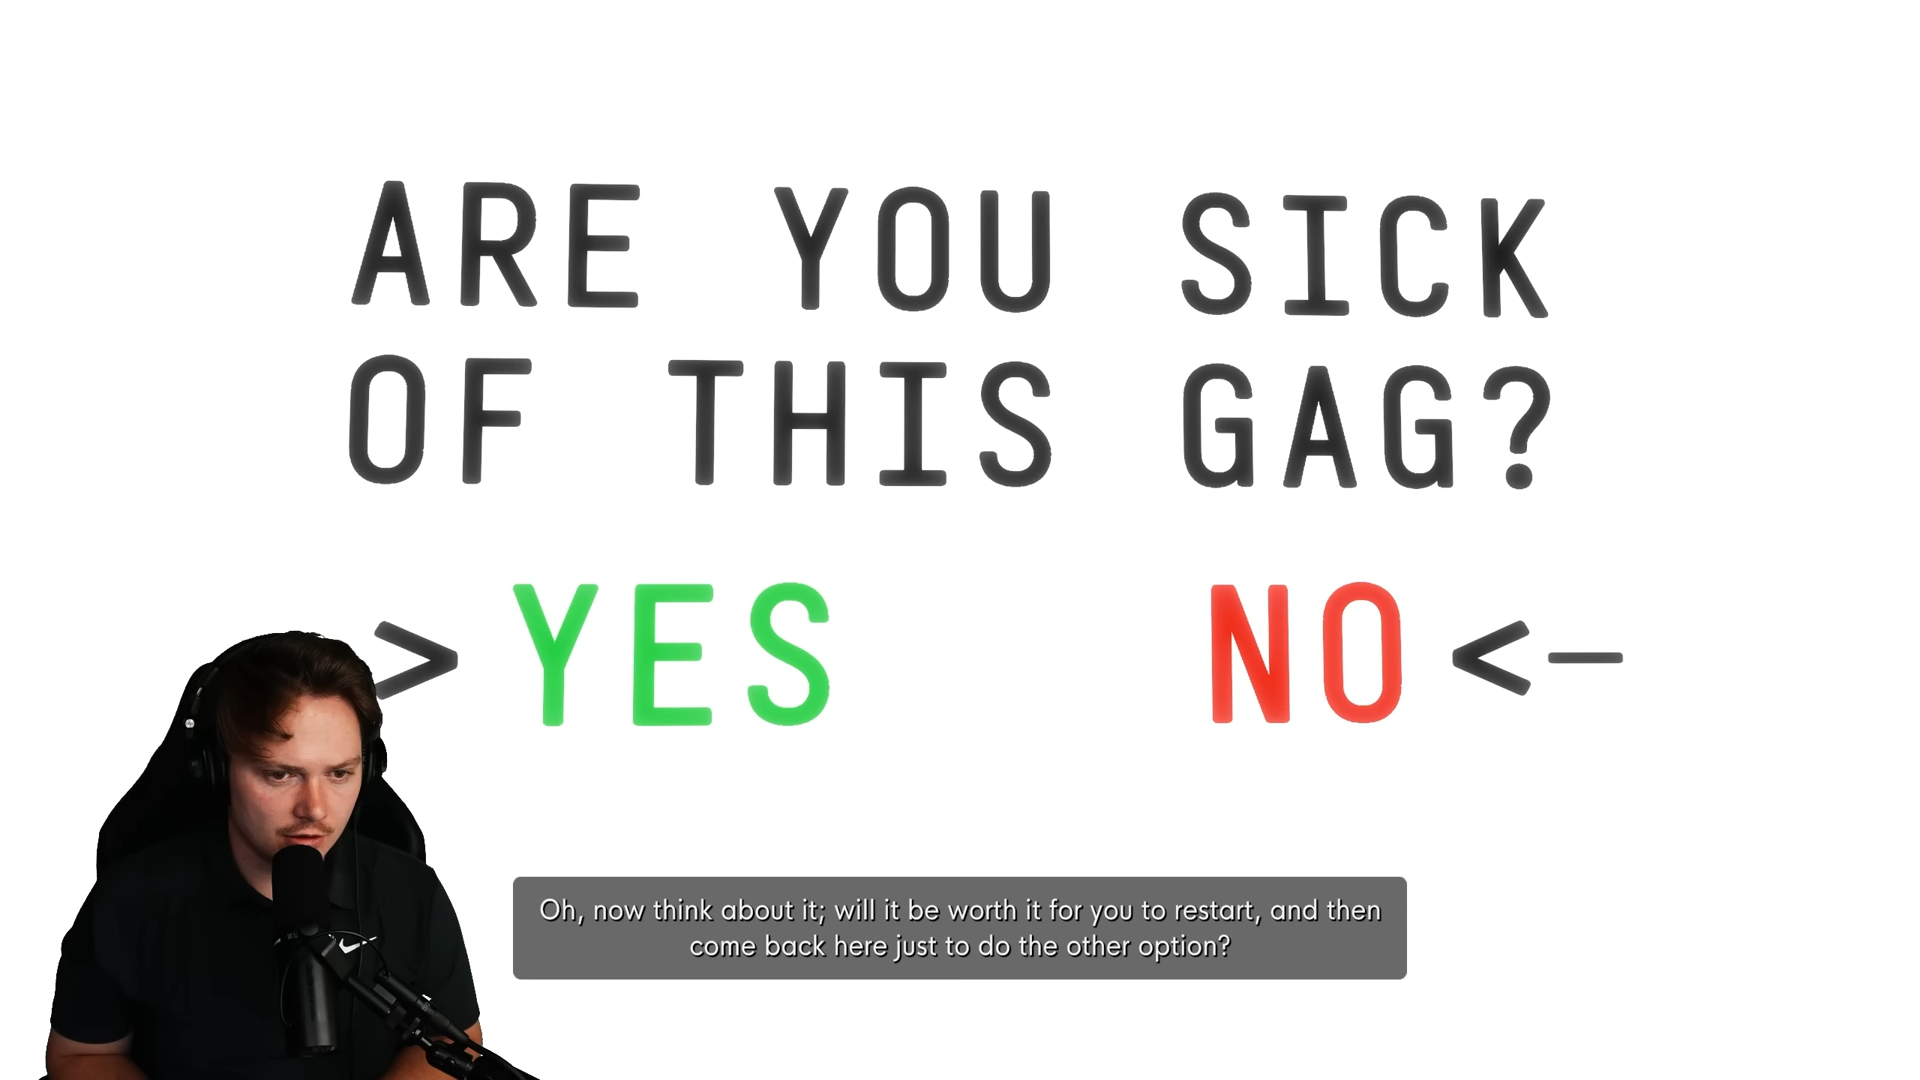 ARE YOU SICK
OF THIS GAG?
> YES NO <-
Oh, now think about it; will it be worth it for you to restart, and then
come back here just to do the other option?